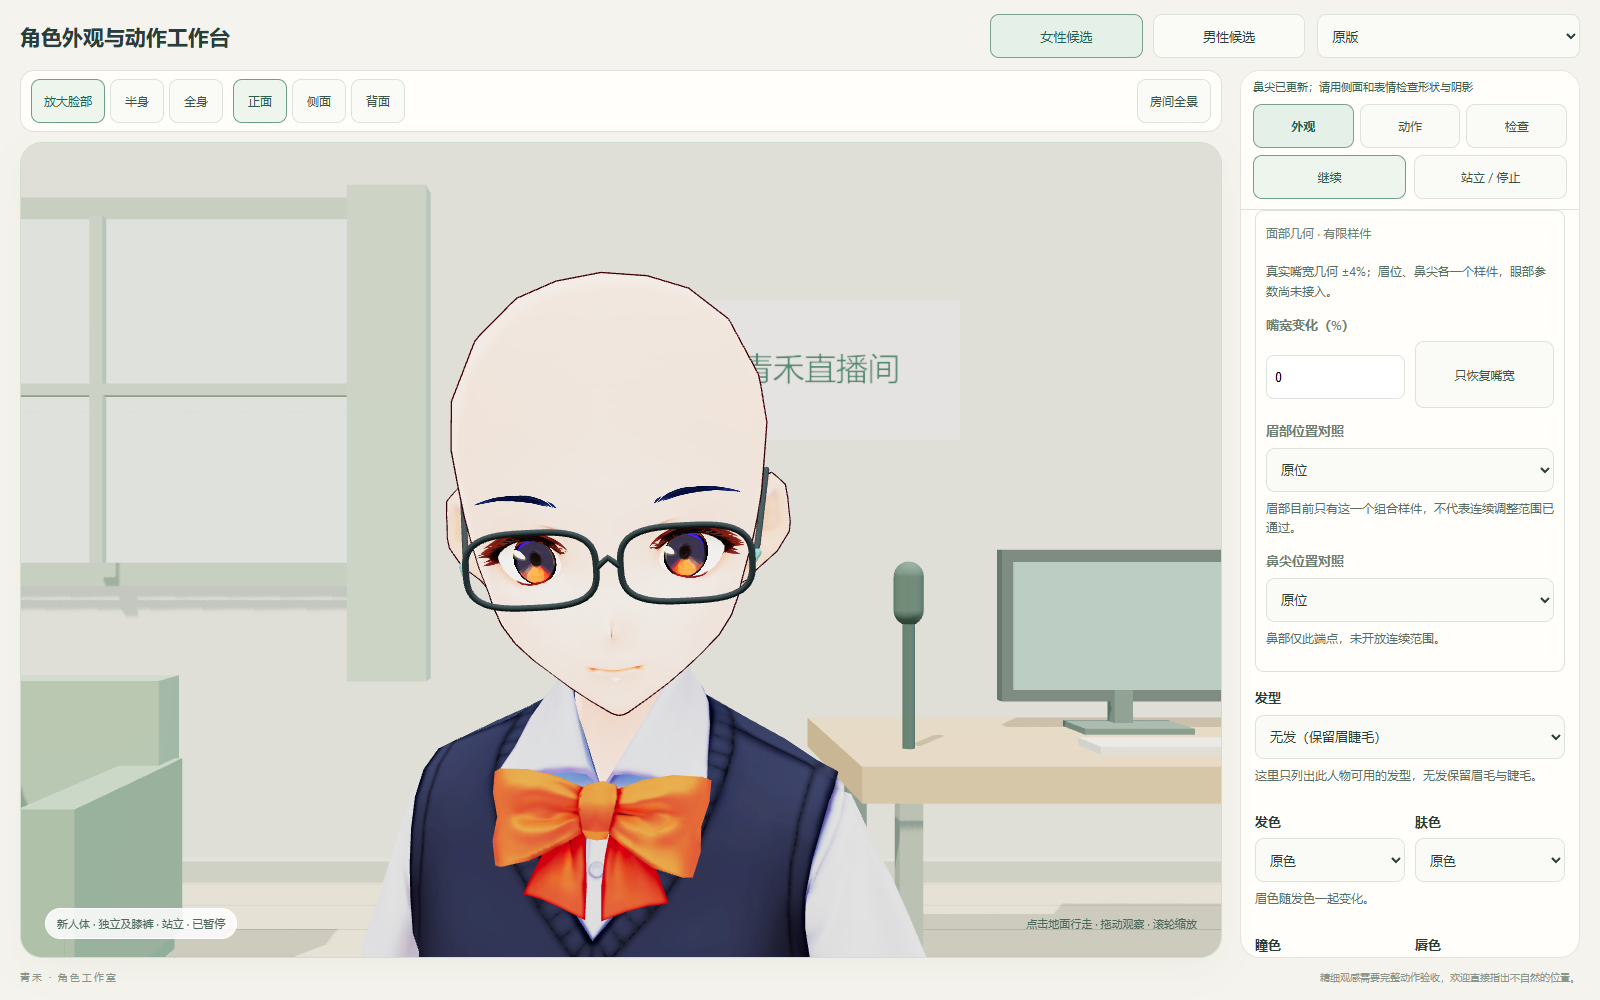 角色外观与动作工作台
女性候选
男性候选
原版
放大脸部
半身
全身
正面
侧面
背面
房间全景
鼻尖已更新；请用侧面和表情检查形状与阴影
外观
动作
检查
继续
站立 / 停止
面部几何 · 有限样件
真实嘴宽几何 ±4%；眉位、鼻尖各一个样件，眼部参
数尚未接入。
嘴宽变化（%）
0
只恢复嘴宽
眉部位置对照
原位
眉部目前只有这一个组合样件，不代表连续调整范围已
通过。
鼻尖位置对照
原位
鼻部仅此端点，未开放连续范围。
发型
无发（保留眉睫毛）
这里只列出此人物可用的发型，无发保留眉毛与睫毛。
发色
肤色
原色
原色
眉色随发色一起变化。
瞳色
唇色
青禾直播间
新人体 · 独立及膝裤 · 站立 · 已暂停
点击地面行走 · 拖动观察 · 滚轮缩放
青禾 · 角色工作室
精细观感需要完整动作验收，欢迎直接指出不自然的位置。